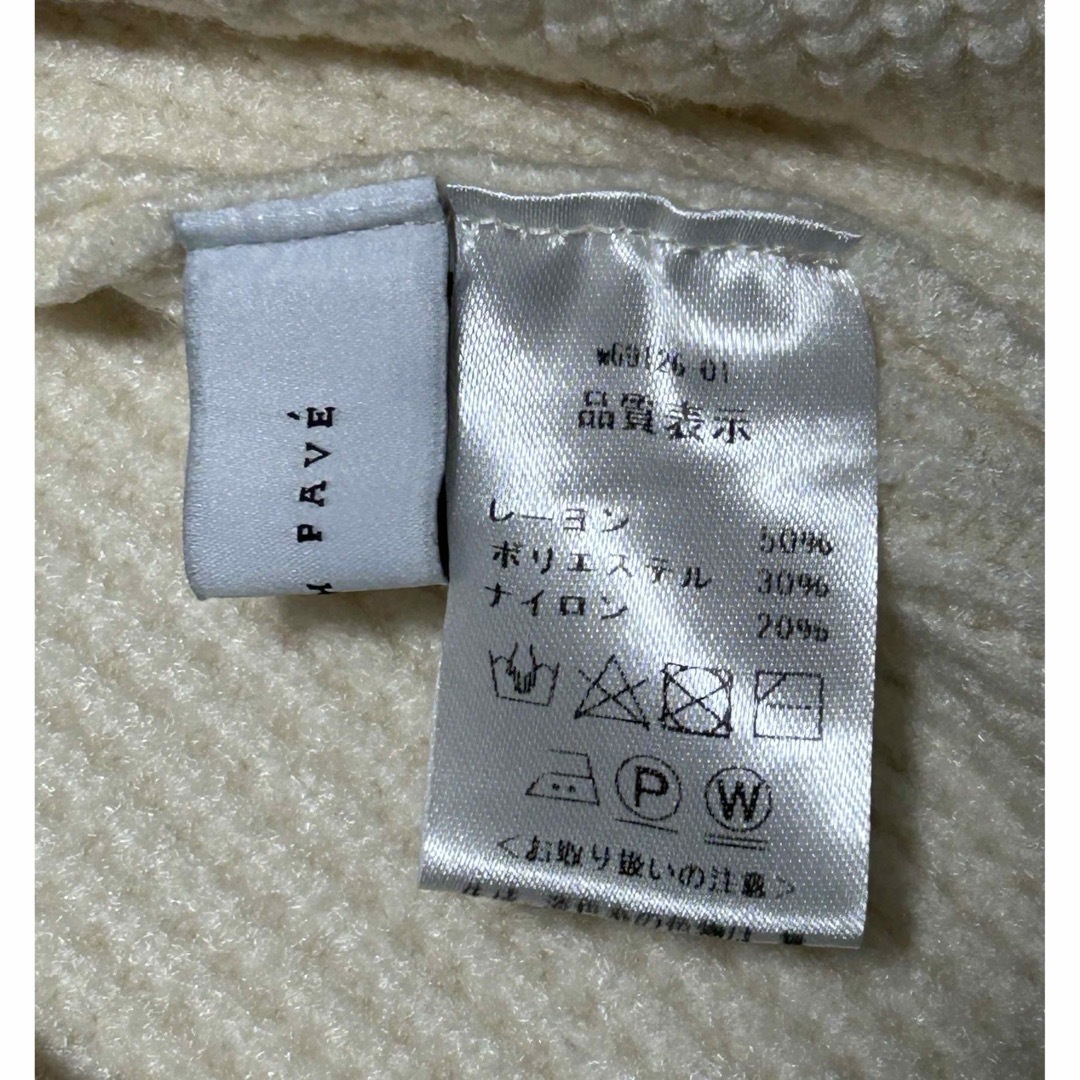 PAVÉ
品質表示
レーヨン 50%
ポリエステル 30%
ナイロン 20%
P W
<お取り扱いの注意>